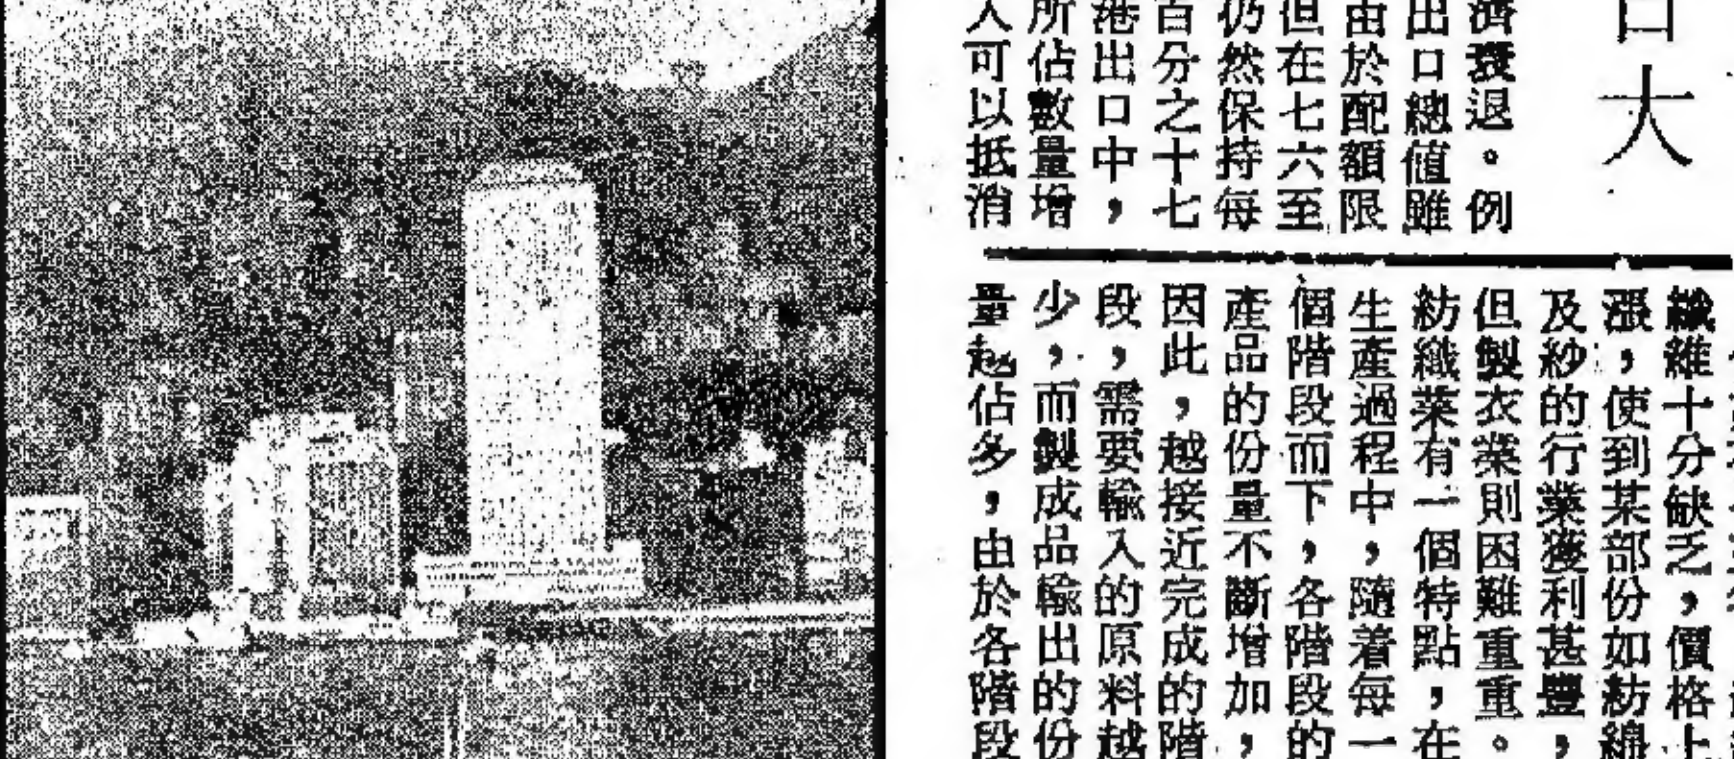 口大
濟衰退。例
出口總值雖
由於配額限
但在七六至
仍然保持每
百分之十七
港出口中，
所佔數量增
人可以抵消
纖維十分缺乏，價格上
漲，使到某部份如紡綿
及紗的行業獲利甚豐，
但製衣業則困難重重。
紡織業有一個特點，在
生產過程中，隨着每一
個階段而下，各階段的
產品的份量不斷增加，
因此，越接近完成的階
段，需要輸入的原料越
少，而製成品輸出的份
量越佔多，由於各階段